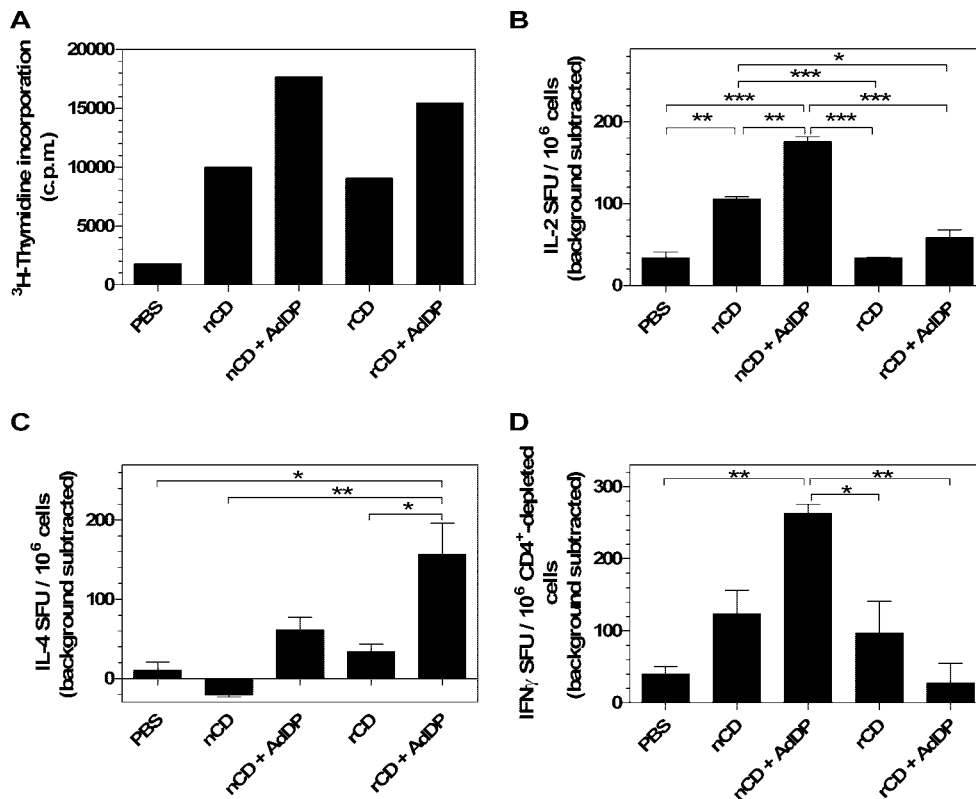 A
³H-Thymidine incorporation
(c.p.m.)
20000
15000
10000
5000
0
PBS
nCD
nCD + AdDP
rCD
rCD + AdDP
B
IL-2 SFU / 10⁶ cells
(background subtracted)
200
100
0
*
***
***
***
**
**
***
PBS
nCD
nCD + AdDP
rCD
rCD + AdDP
C
IL-4 SFU / 10⁶ cells
(background subtracted)
200
100
0
*
**
*
PBS
nCD
nCD + AdDP
rCD
rCD + AdDP
D
IFNγ SFU / 10⁶ CD4⁺-depleted
cells
(background subtracted)
300
200
100
0
**
**
*
PBS
nCD
nCD + AdDP
rCD
rCD + AdDP